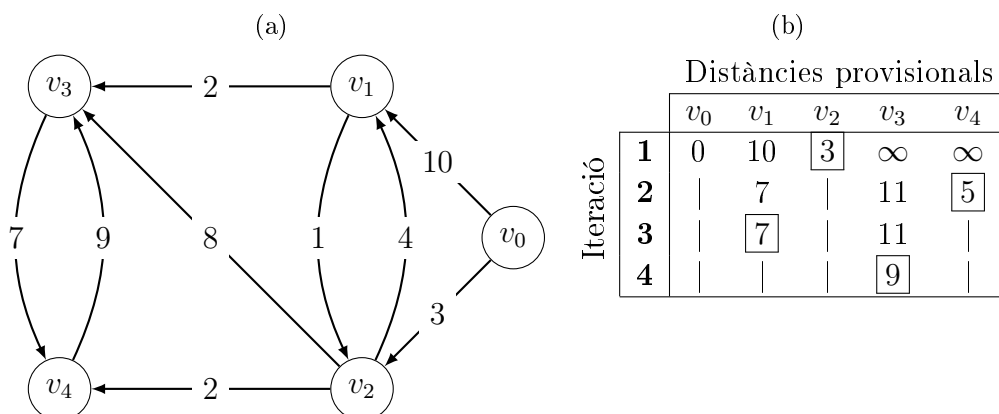 (a)
(b)
v₃ 2 v₁
10
7 9 8 1 4 v₀
3
v₄ 2 v₂
Distàncies provisionals
v₀ v₁ v₂ v₃ v₄
Iteració
1 0 10 3 ∞ ∞
2 | 7 | 11 5
3 | 7 | 11 |
4 | | | 9 |